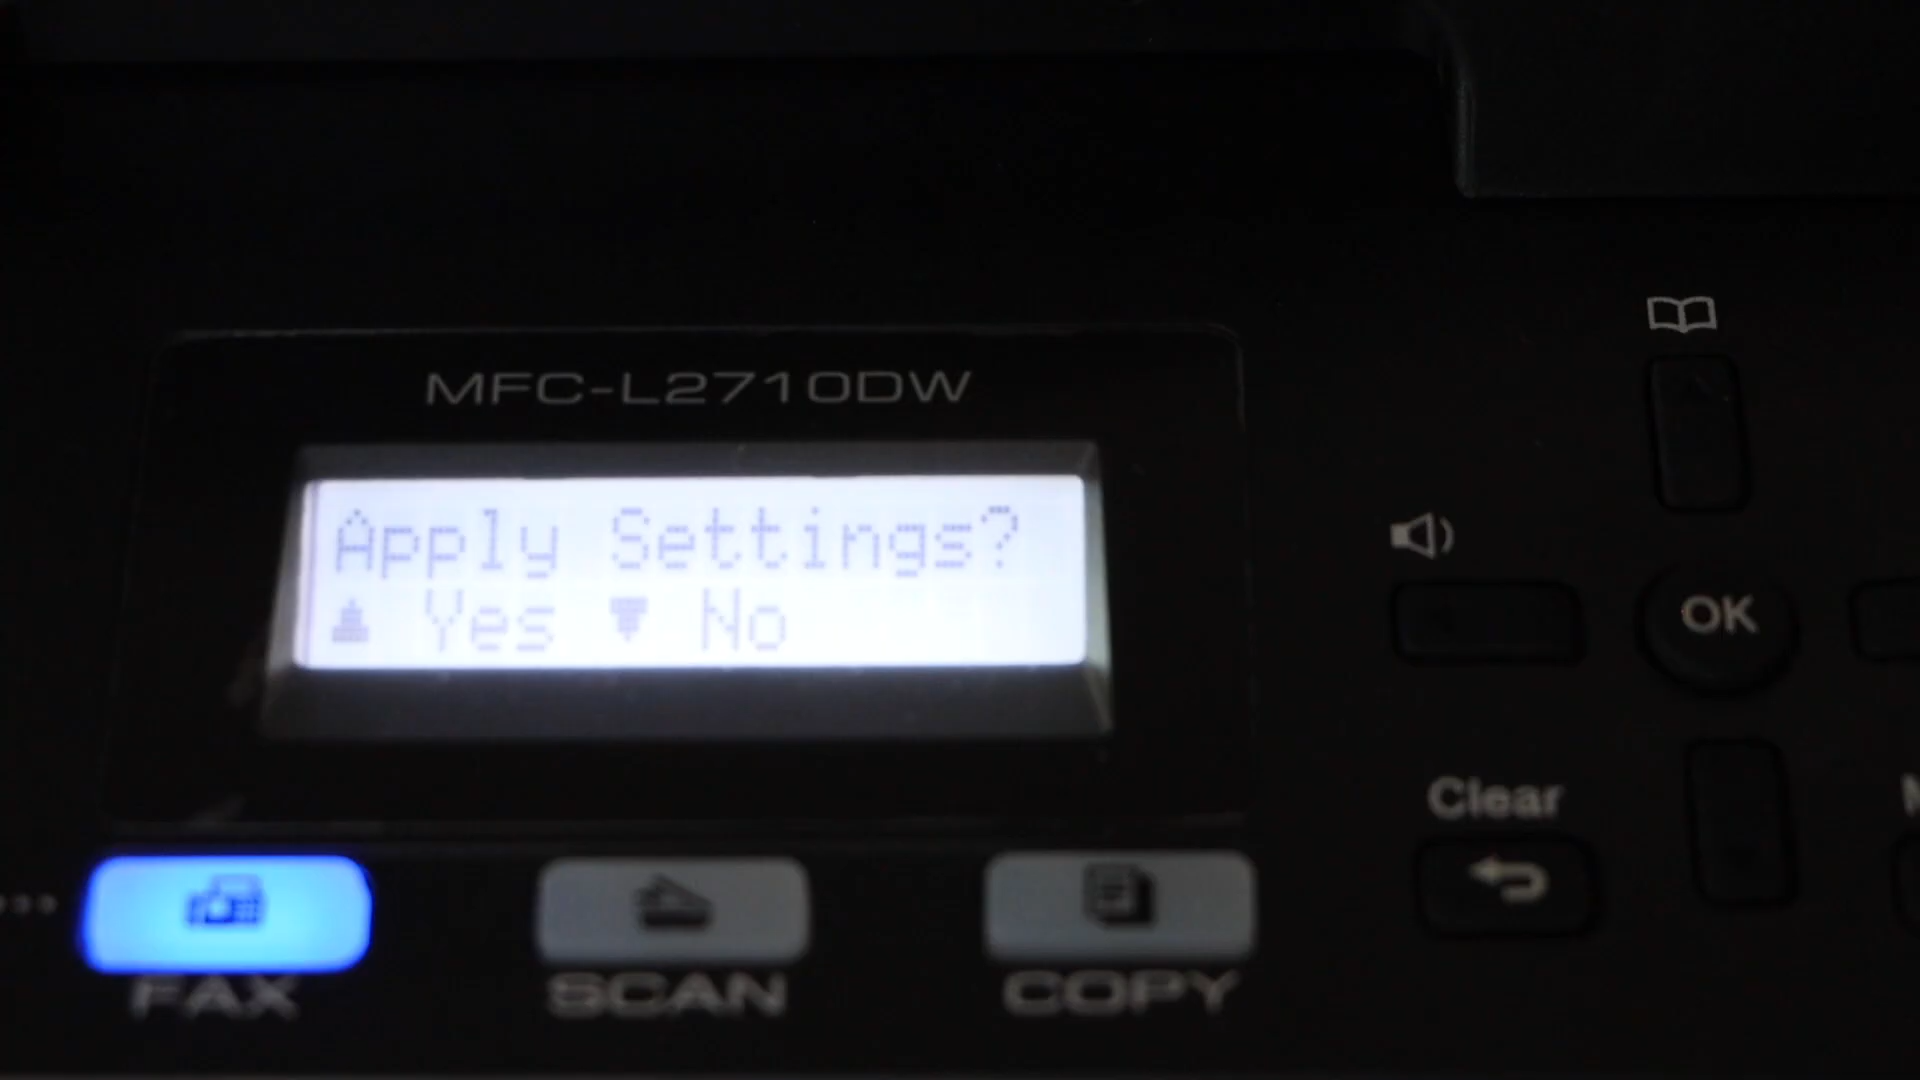 MFC-L2710DW
Apply Settings?
▲ Yes ▼ No
OK
Clear
FAX
SCAN
COPY